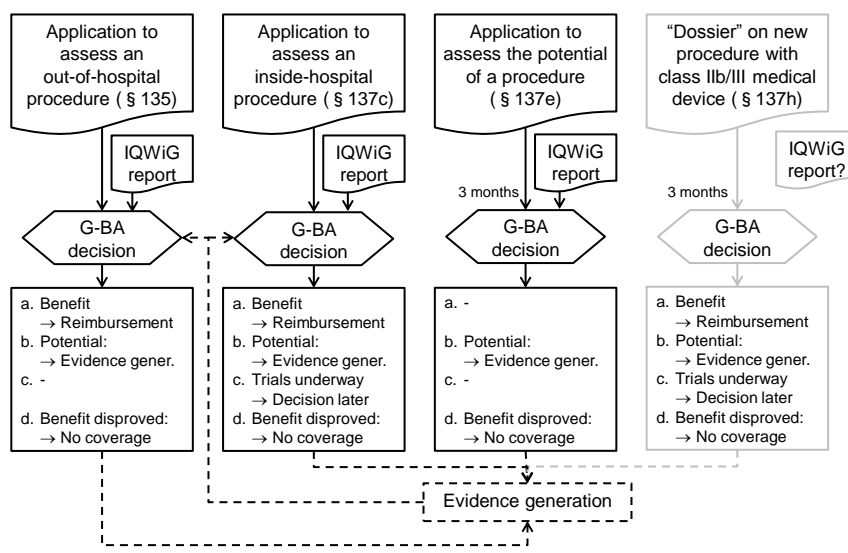 Application to
assess an
out-of-hospital
procedure ( § 135)
IQWiG
report
G-BA
decision
a. Benefit
→ Reimbursement
b. Potential:
→ Evidence gener.
c. -
d. Benefit disproved:
→ No coverage
Application to
assess an
inside-hospital
procedure ( § 137c)
IQWiG
report
G-BA
decision
a. Benefit
→ Reimbursement
b. Potential:
→ Evidence gener.
c. Trials underway
→ Decision later
d. Benefit disproved:
→ No coverage
Application to
assess the potential
of a procedure
( § 137e)
IQWiG
report
3 months
G-BA
decision
a. -
b. Potential:
→ Evidence gener.
c. -
d. Benefit disproved:
→ No coverage
“Dossier” on new
procedure with
class IIb/III medical
device ( § 137h)
IQWiG
report?
3 months
G-BA
decision
a. Benefit
→ Reimbursement
b. Potential:
→ Evidence gener.
c. Trials underway
→ Decision later
d. Benefit disproved:
→ No coverage
Evidence generation